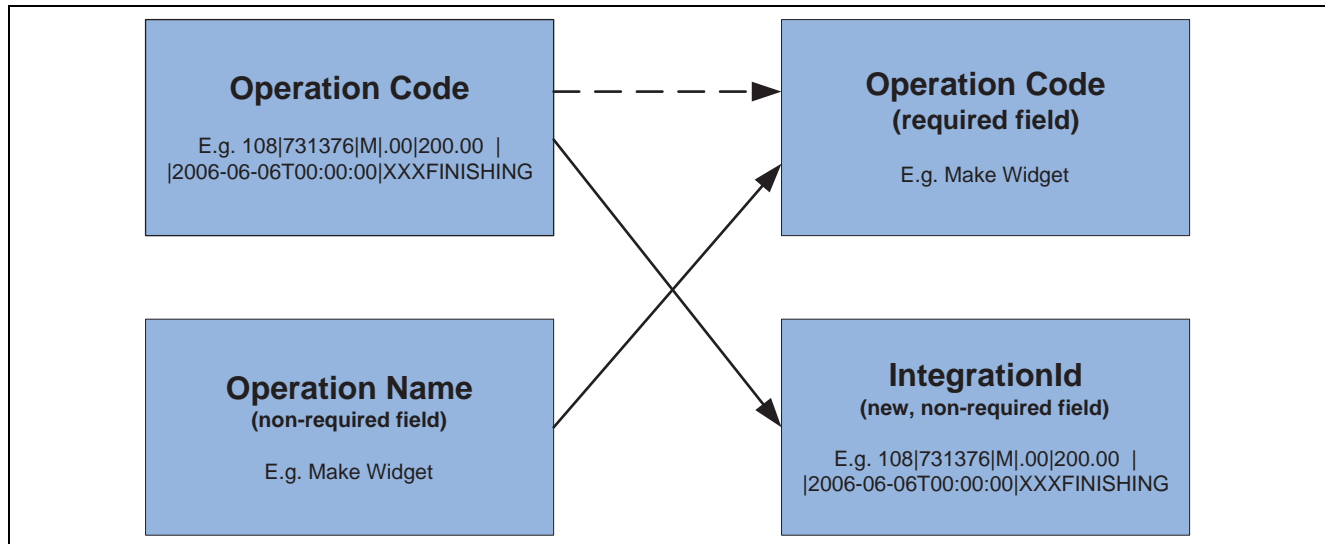 Operation Code
E.g. 108|731376|M|.00|200.00 |
|2006-06-06T00:00:00|XXXFINISHING
Operation Code
(required field)
E.g. Make Widget
Operation Name
(non-required field)
E.g. Make Widget
IntegrationId
(new, non-required field)
E.g. 108|731376|M|.00|200.00 |
|2006-06-06T00:00:00|XXXFINISHING